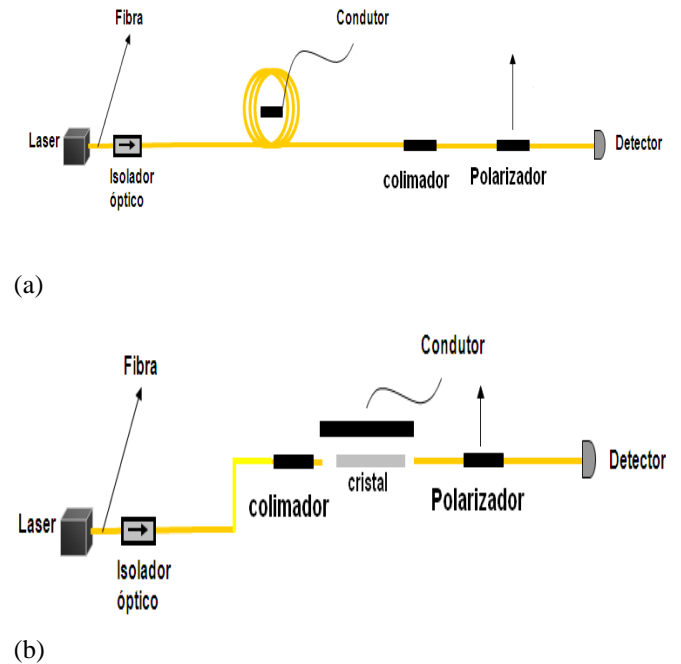 Fibra
Condutor
Laser
Isolador
óptico
colimador
Polarizador
Detector
(a)
Condutor
Fibra
Detector
colimador
cristal
Polarizador
Laser
Isolador
óptico
(b)